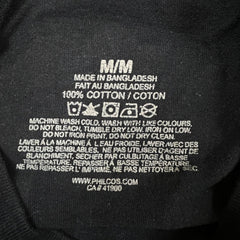 M/M
MADE IN BANGLADESH
FAIT AU BANGLADESH
100% COTTON / COTON
MACHINE WASH COLD, WASH WITH LIKE COLOURS,
DO NOT BLEACH, TUMBLE DRY LOW, IRON ON LOW,
DO NOT IRON ON PRINT, DO NOT DRY CLEAN.
LAVER À LA MACHINE À L'EAU FROIDE, LAVER AVEC
DES COULEURS SEMBLABLES, NE PAS UTILISER DE
BLANCHIMENT, SÉCHER PAR CULBUTAGE À BASSE
TEMPÉRATURE, REPASSER À BASSE TEMPÉRATURE,
NE PAS REPASSER L'IMPRIMÉ, NE PAS NETTOYER À SEC.
WWW.PHILCOS.COM
CA# 41980